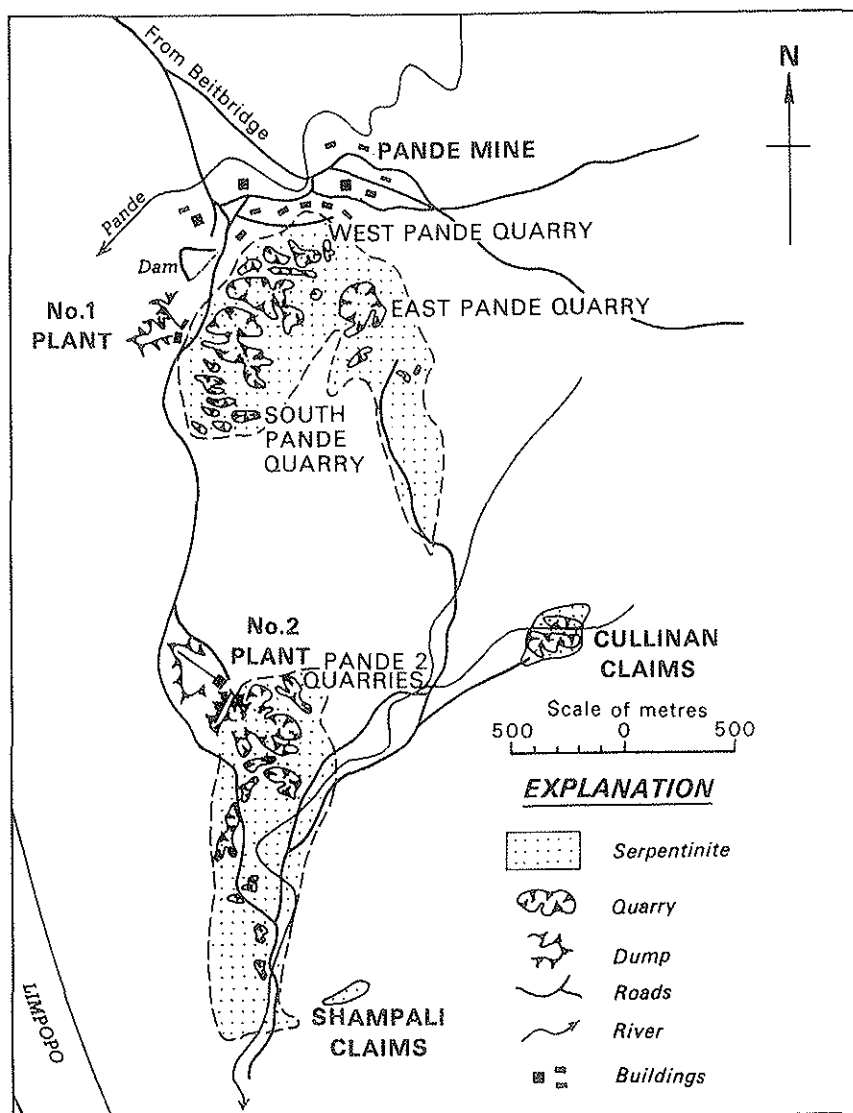 From Beitbridge
N
PANDE MINE
Pande
WEST PANDE QUARRY
Dam
No.1
PLANT
EAST PANDE QUARRY
SOUTH
PANDE
QUARRY
No.2
PLANT
PANDE 2
QUARRIES
CULLINAN
CLAIMS
Scale of metres
500 0 500
EXPLANATION
Serpentinite
Quarry
Dump
Roads
River
Buildings
SHAMPALI
CLAIMS
LIMPOPO